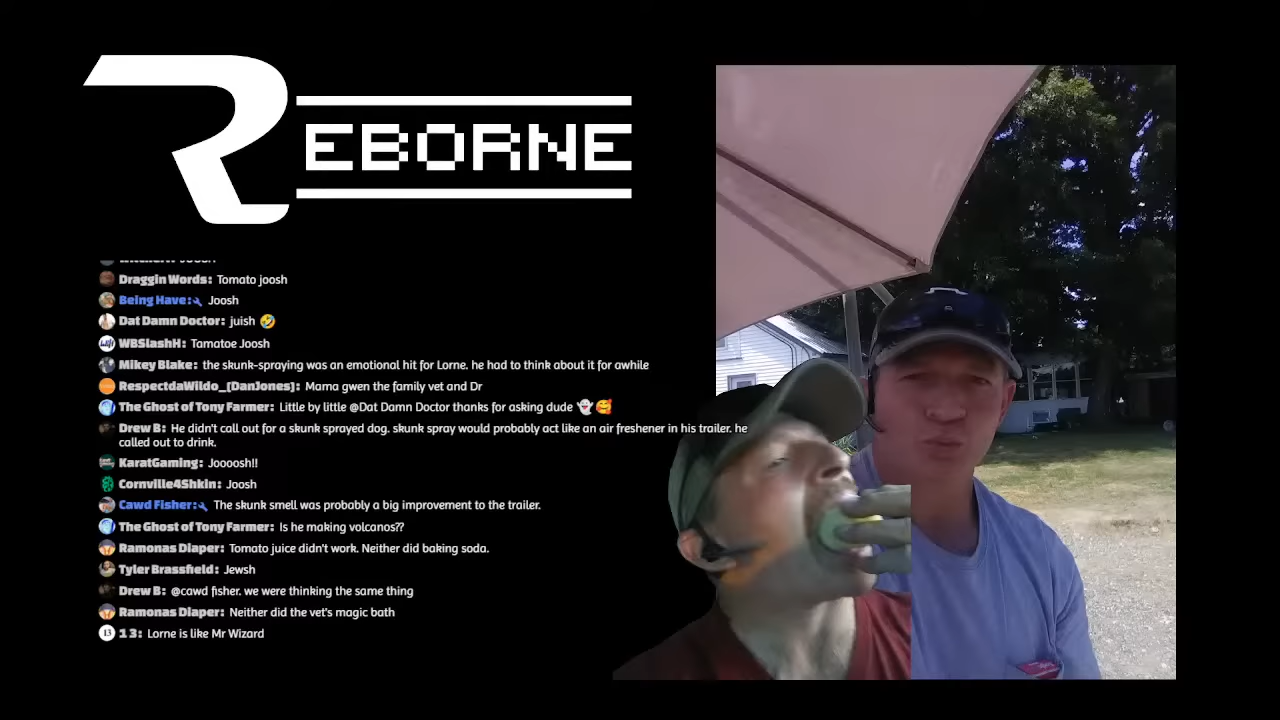 REBORNE
Draggin Words: Tomato joosh
Being Have: Joosh
Dat Damn Doctor: juish 🤣
WBSlashH: Tamatoe Joosh
Mikey Blake: the skunk-spraying was an emotional hit for Lorne. he had to think about it for awhile
RespectdaWildo_(DanJones): Mama gwen the family vet and Dr
The Ghost of Tony Farmer: Little by little @Dat Damn Doctor thanks for asking dude 👻 🥰
Drew B: He didn't call out for a skunk sprayed dog. skunk spray would probably act like an air freshener in his trailer. he
called out to drink.
KaratGaming: Joooosh!!
Cornville4Shkin: Joosh
Cawd Fisher: The skunk smell was probably a big improvement to the trailer.
The Ghost of Tony Farmer: Is he making volcanos??
Ramonas Diaper: Tomato juice didn't work. Neither did baking soda.
Tyler Brassfield: Jewsh
Drew B: @cawd fisher. we were thinking the same thing
Ramonas Diaper: Neither did the vet's magic bath
13 1 3: Lorne is like Mr Wizard